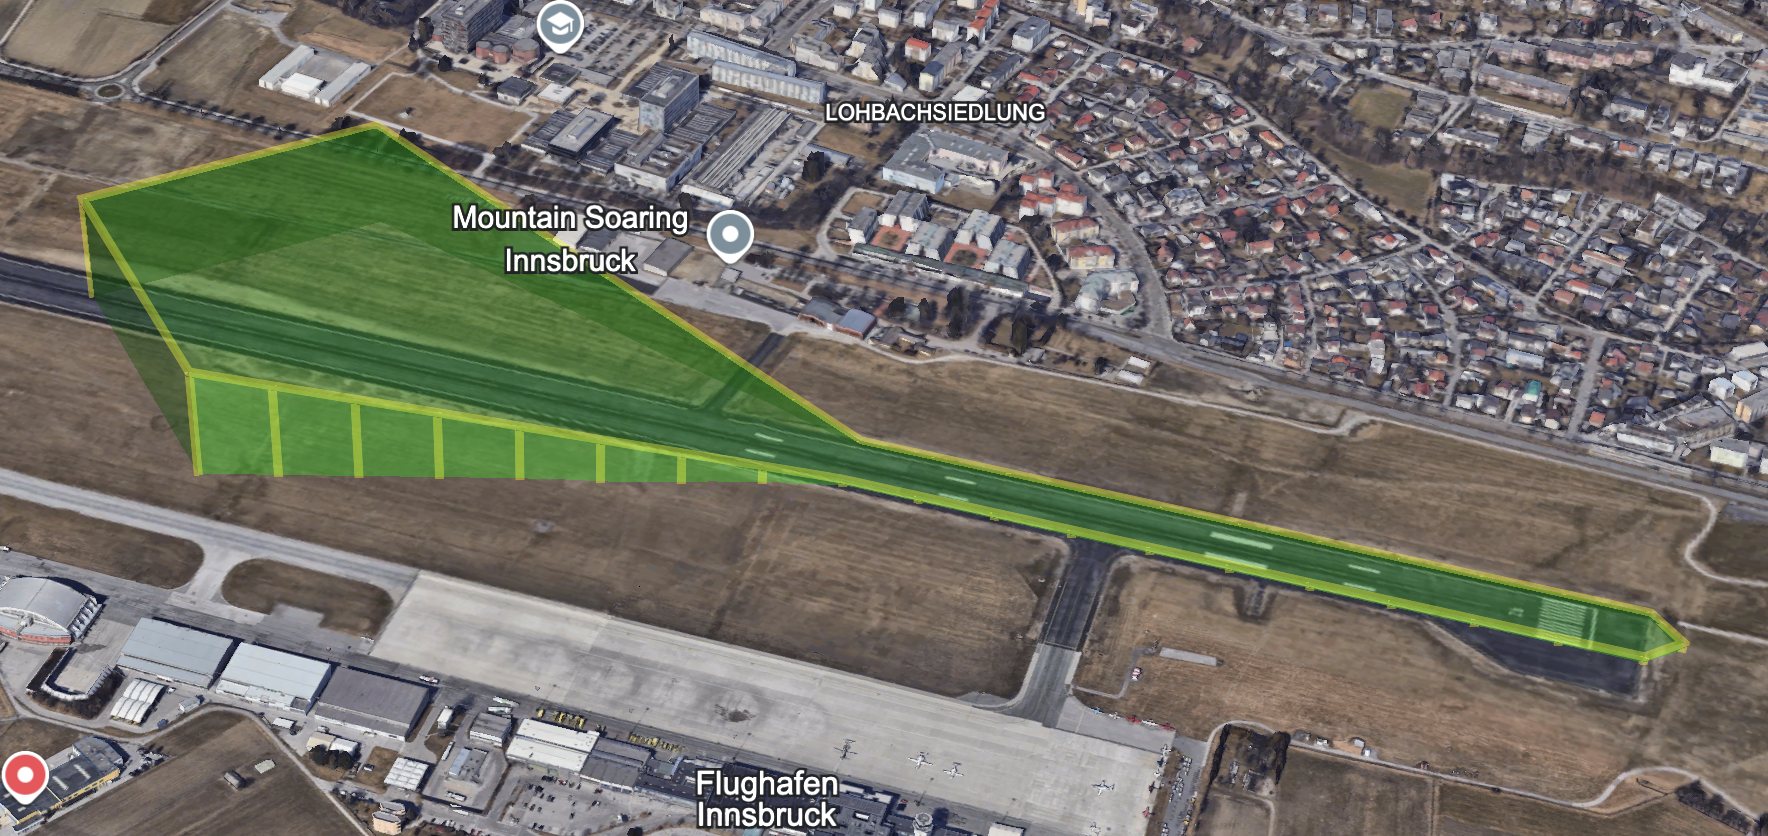 LOHBACHSIEDLUNG
Mountain Soaring
Innsbruck
Flughafen
Innsbruck